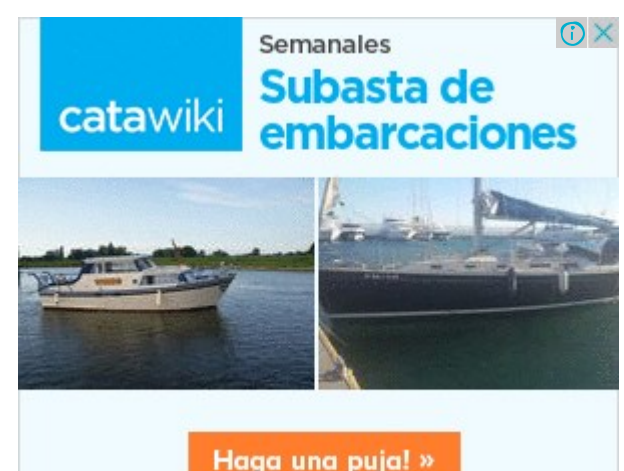 Semanales
Subasta de
embarcaciones
catawiki
Haga una puja! »